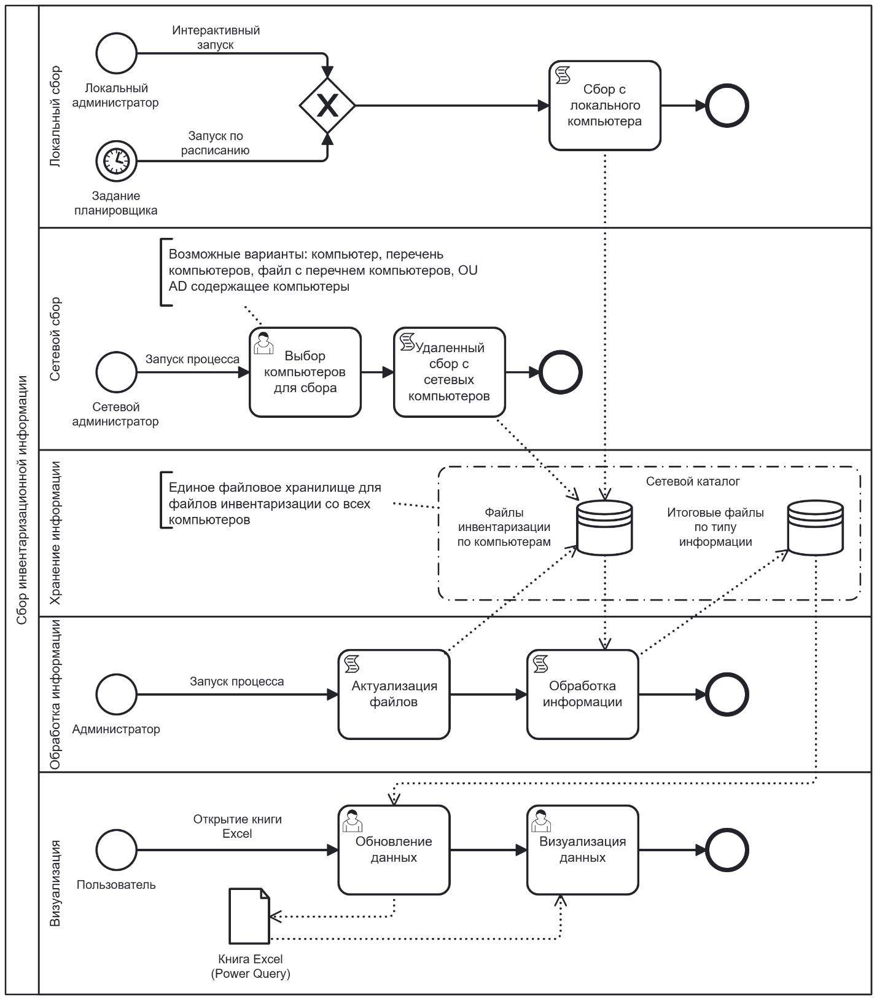 Сбор инвентаризационной информации
Локальный сбор
Интерактивный
запуск
Локальный
администратор
Запуск по
расписанию
Задание
планировщика
Сбор с
локального
компьютера
Сетевой сбор
Возможные варианты: компьютер, перечень
компьютеров, файл с перечнем компьютеров, OU
AD содержащее компьютеры
Запуск процесса
Сетевой
администратор
Выбор
компьютеров
для сбора
Удаленный
сбор с
сетевых
компьютеров
Хранение информации
Единое файловое хранилище для
файлов инвентаризации со всех
компьютеров
Сетевой каталог
Файлы
инвентаризации
по компьютерам
Итоговые файлы
по типу
информации
Обработка информации
Запуск процесса
Администратор
Актуализация
файлов
Обработка
информации
Визуализация
Открытие книги
Excel
Пользователь
Обновление
данных
Визуализация
данных
Книга Excel
(Power Query)